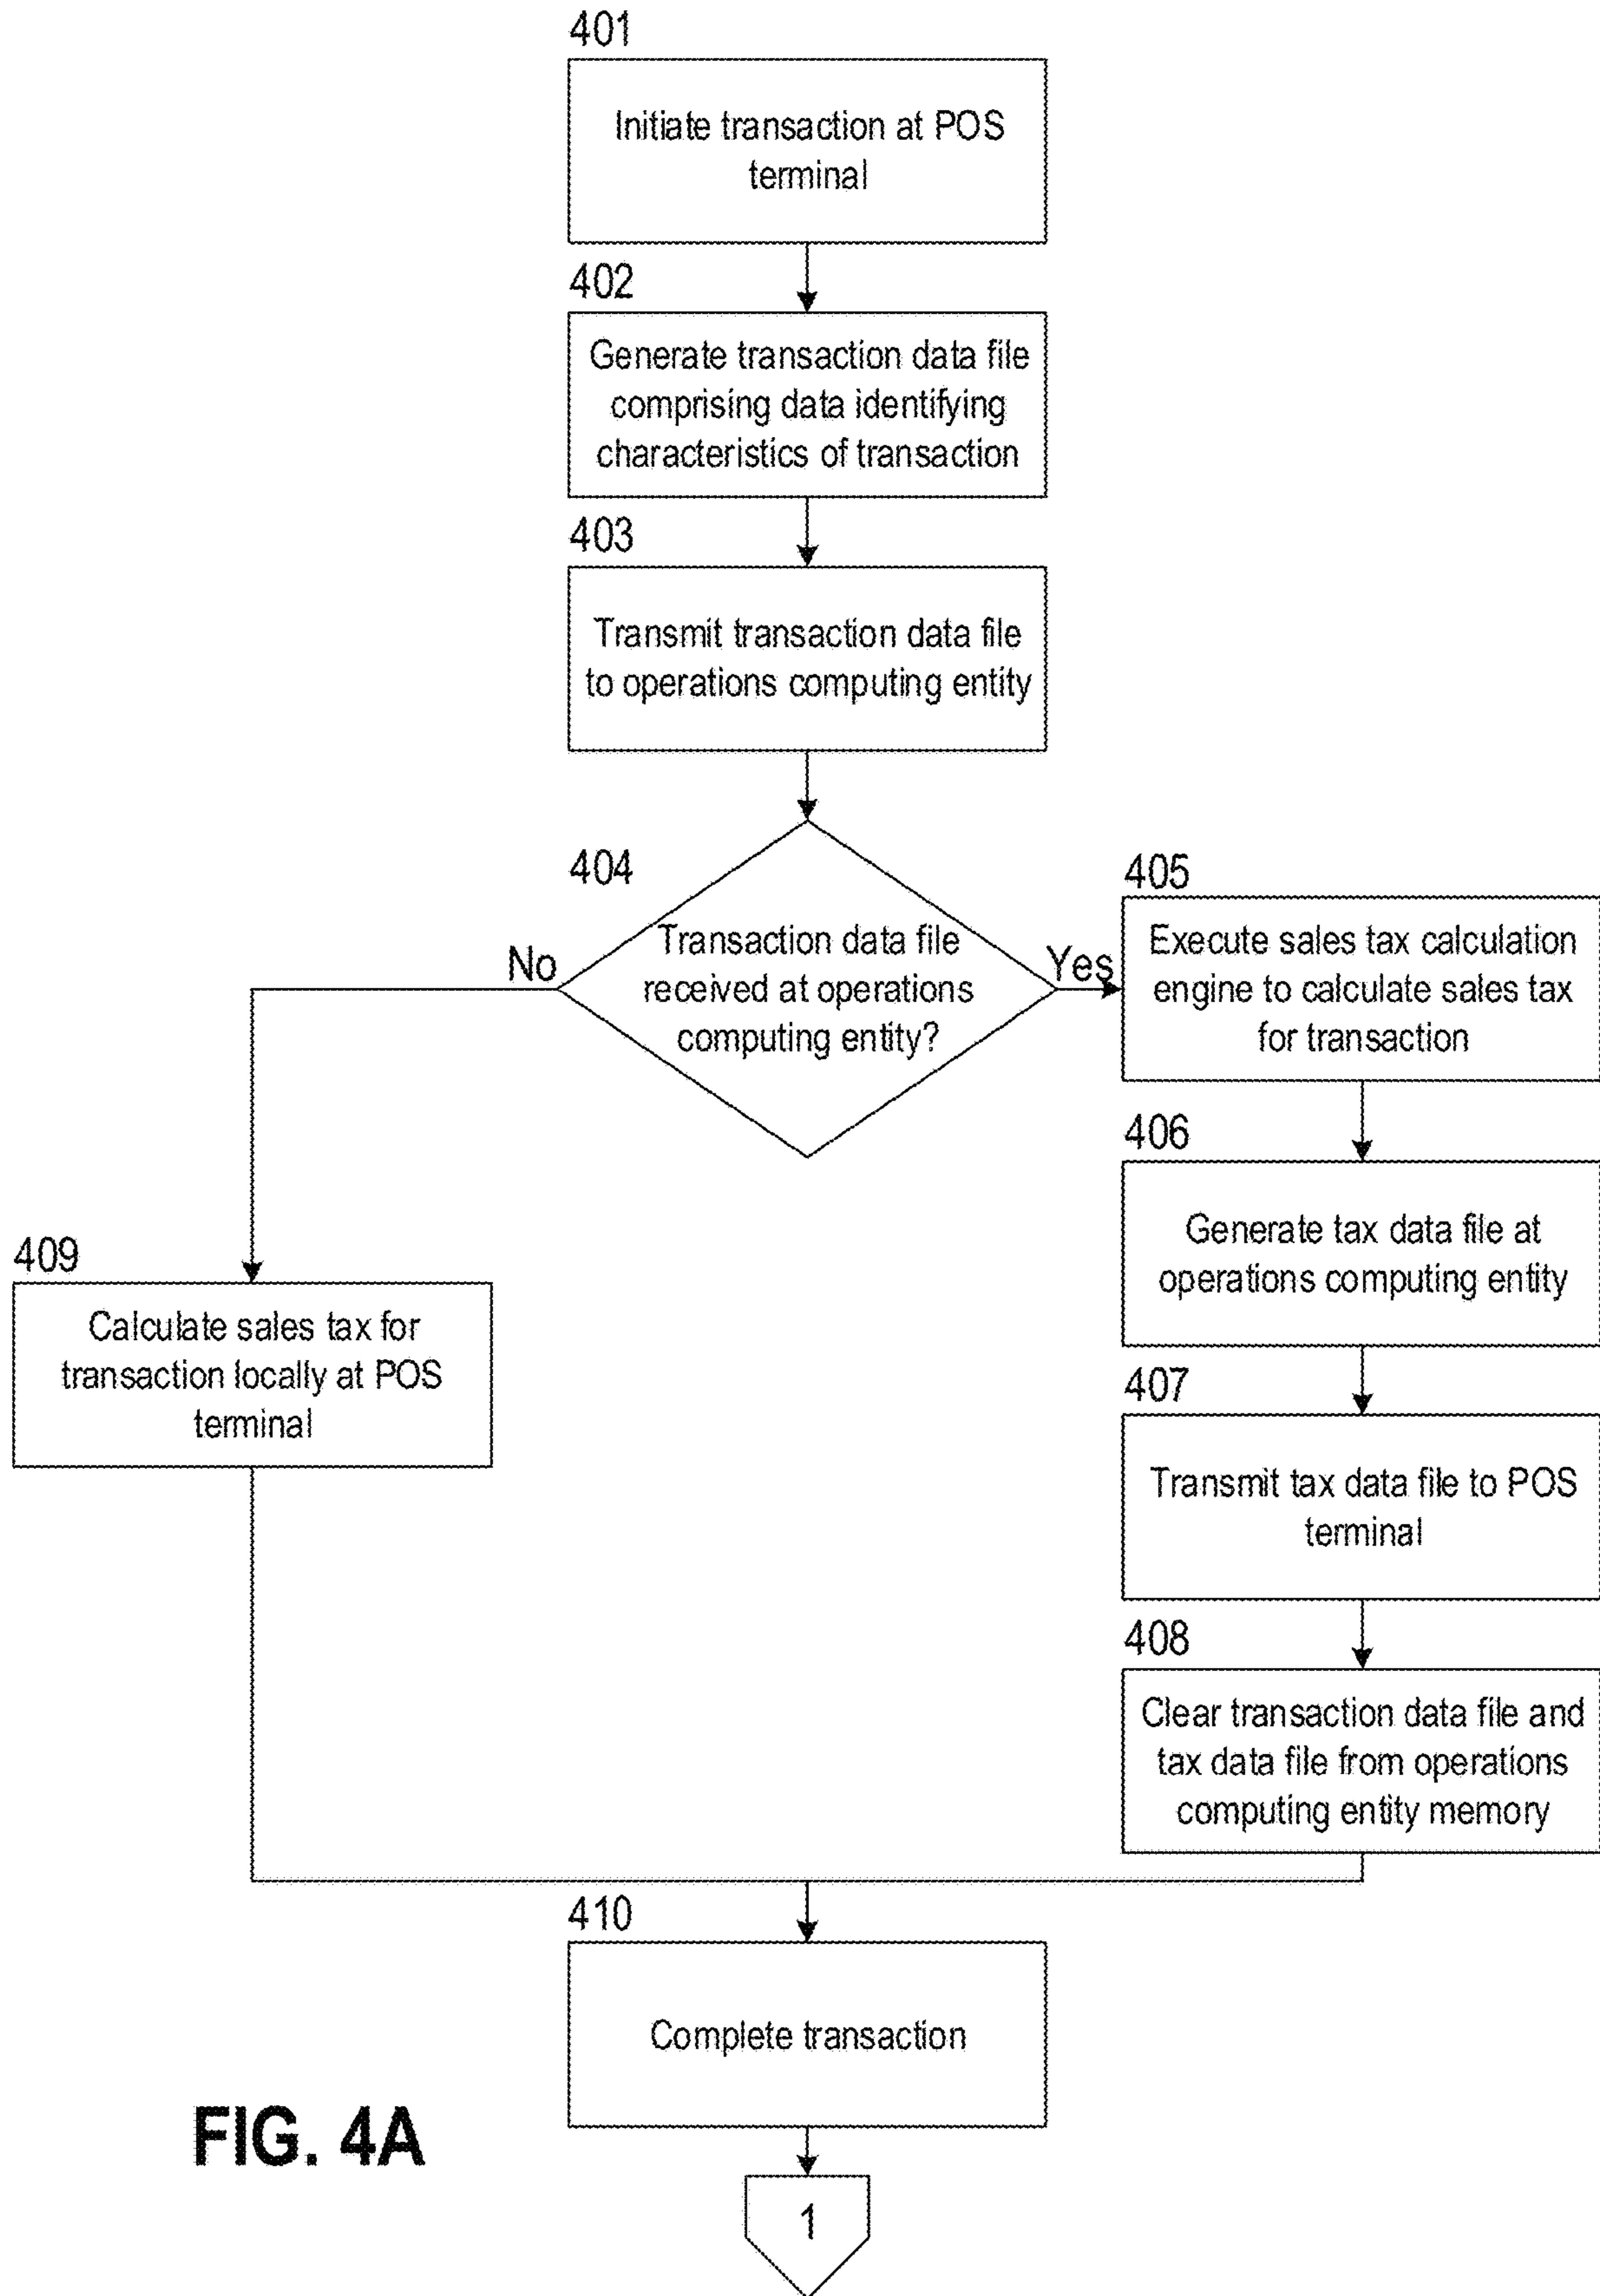 401
Initiate transaction at POS
terminal
402
Generate transaction data file
comprising data identifying
characteristics of transaction
403
Transmit transaction data file
to operations computing entity
404
Transaction data file
received at operations
computing entity?
No
Yes
405
Execute sales tax calculation
engine to calculate sales tax
for transaction
406
Generate tax data file at
operations computing entity
407
Transmit tax data file to POS
terminal
408
Clear transaction data file and
tax data file from operations
computing entity memory
409
Calculate sales tax for
transaction locally at POS
terminal
410
Complete transaction
1
FIG. 4A